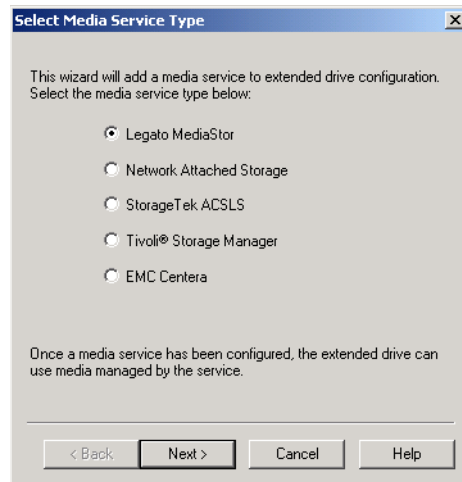 Select Media Service Type
This wizard will add a media service to extended drive configuration.
Select the media service type below:
Legato MediaStor
Network Attached Storage
StorageTek ACSLS
Tivoli® Storage Manager
EMC Centera
Once a media service has been configured, the extended drive can
use media managed by the service.
< Back
Next >
Cancel
Help